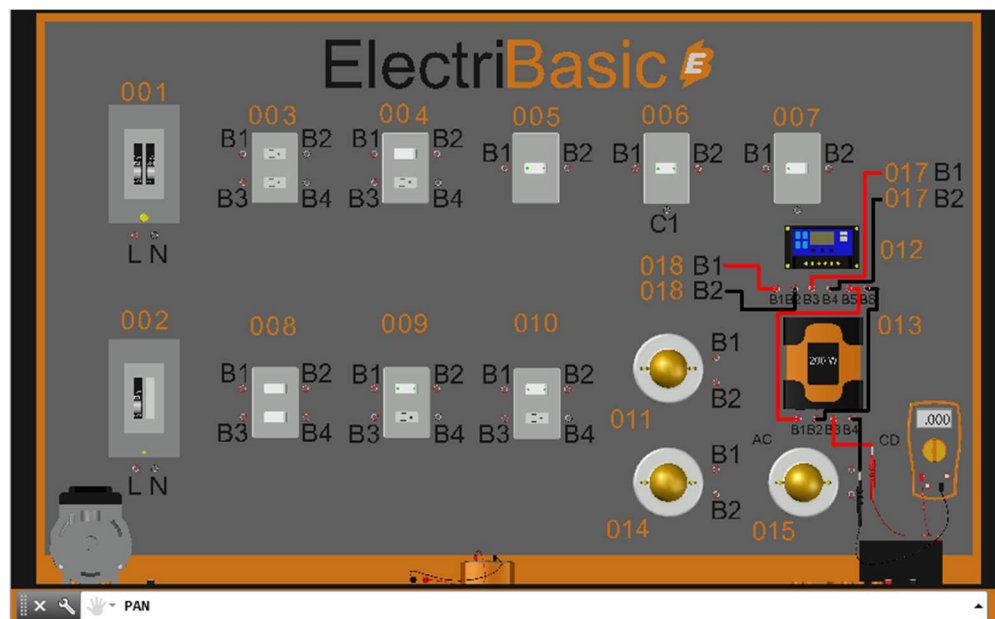 ElectriBasic E
001
003
004
005
006
007
B1 B2
B3 B4
B1 B2
B3 B4
B1 B2
B1 B2
C1
B1 B2
L N
017 B1
017 B2
012
018 B1
018 B2
B1 B2 B3 B4 B5 B6
002
008
009
010
013
B1 B2
B3 B4
B1 B2
B3 B4
B1 B2
B3 B4
L N
200 W
B1
B2
011
B1 B2 B3 B4
AC
CD
.000
B1
B2
014
015
PAN